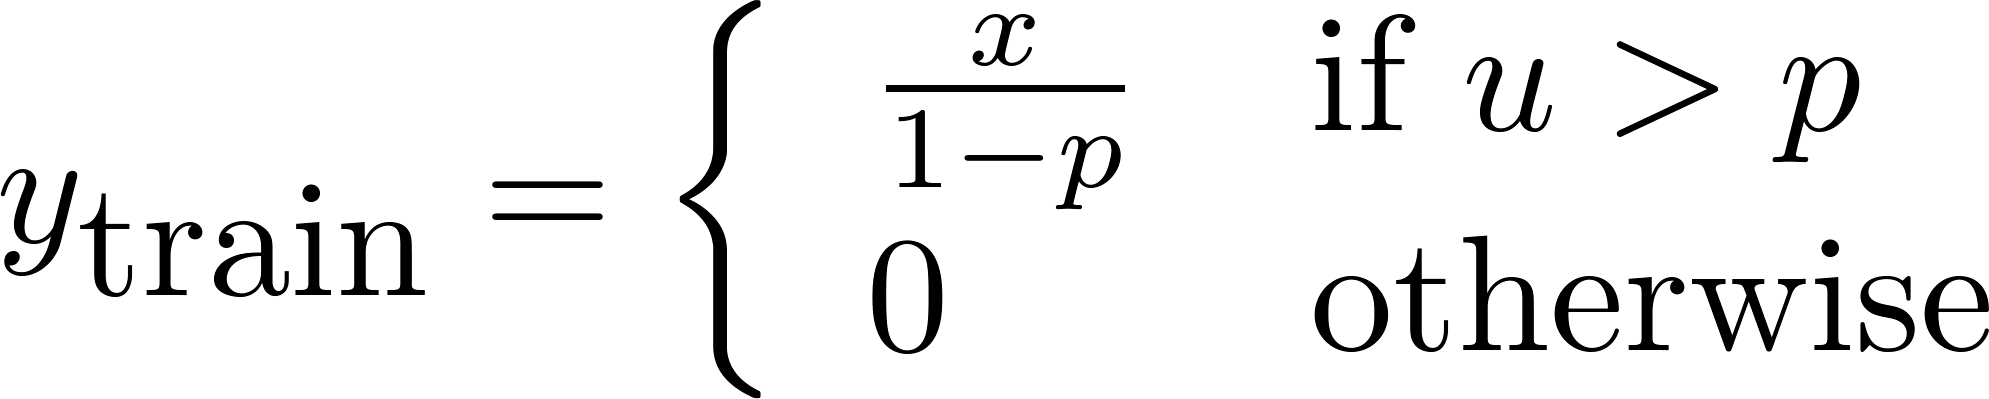 y_train = { x/(1−p) if u > p
0 otherwise